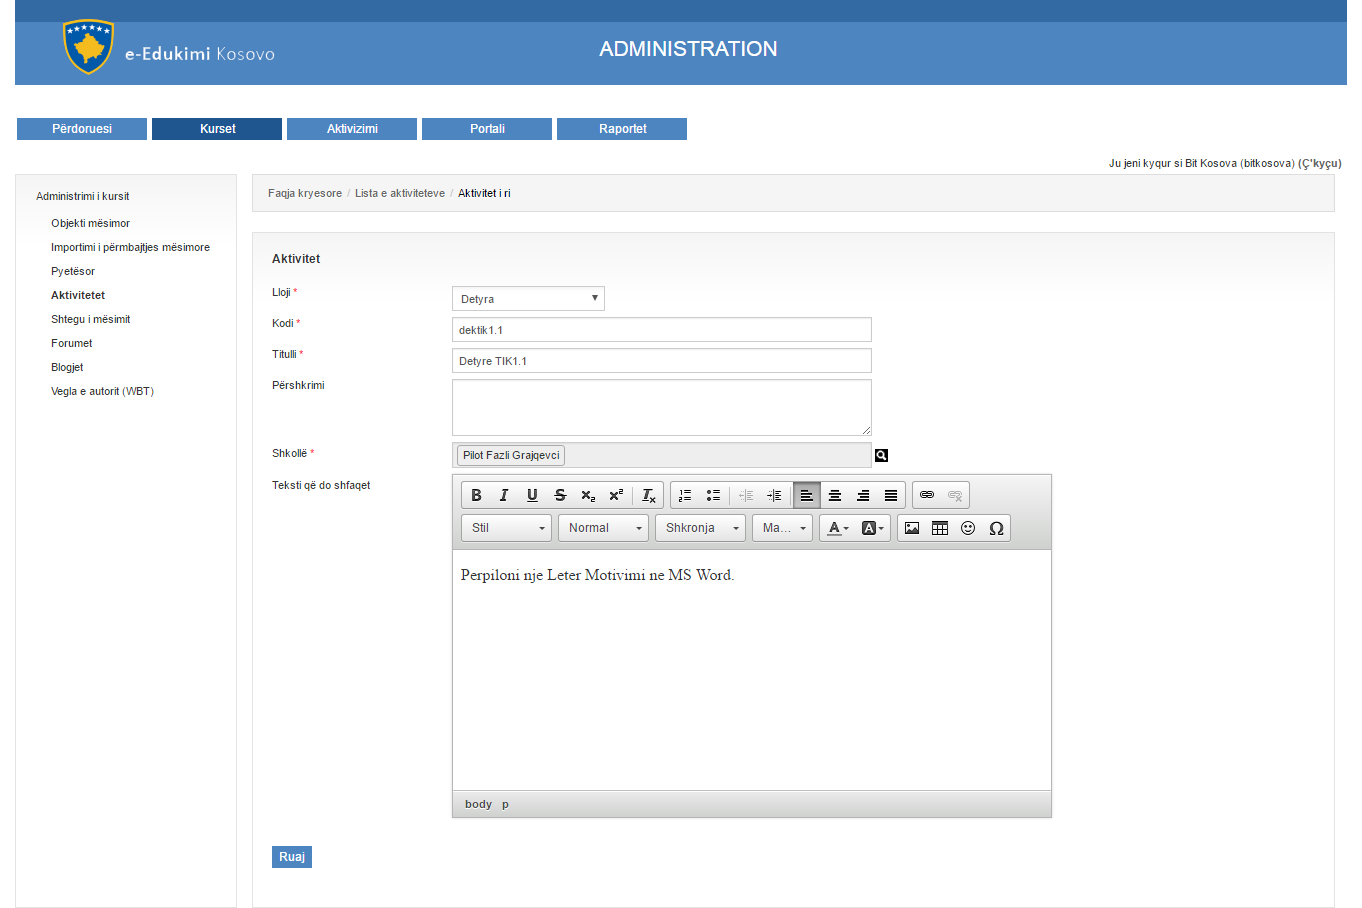 e-Edukimi Kosovo
ADMINISTRATION
Përdoruesi
Kurset
Aktivizimi
Portali
Raportet
Ju jeni kyqur si Bit Kosova (bitkosova) (Ç'kyçu)
Administrimi i kursit
Objekti mësimor
Importimi i përmbajtjes mësimore
Pyetësor
Aktivitetet
Shtegu i mësimit
Forumet
Blogjet
Vegla e autorit (WBT)
Faqja kryesore / Lista e aktiviteteve / Aktivitet i ri
Aktivitet
Lloji * Detyra
Kodi * dektik1.1
Titulli * Detyre TIK1.1
Përshkrimi
Shkollë * Pilot Fazli Grajqevci
Teksti që do shfaqet
B I U S x₂ x² Tx
Stil Normal Shkronja Ma... A A Ω
Perpiloni nje Leter Motivimi ne MS Word.
body p
Ruaj